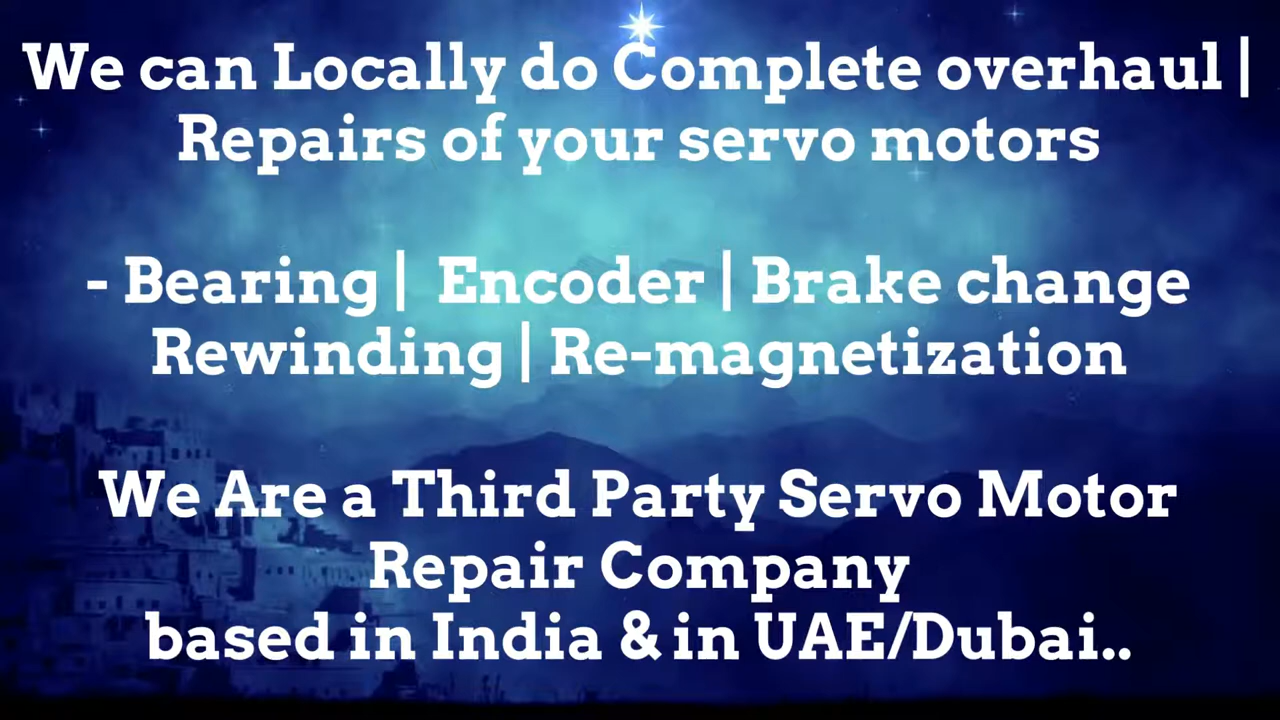 We can Locally do Complete overhaul |
Repairs of your servo motors
- Bearing | Encoder | Brake change
Rewinding | Re-magnetization
We Are a Third Party Servo Motor
Repair Company
based in India & in UAE/Dubai..